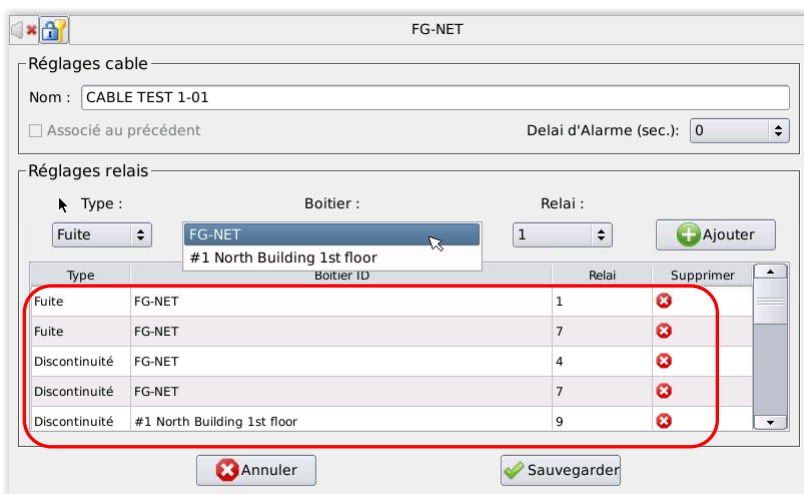 FG-NET
Réglages cable
Nom : CABLE TEST 1-01
Associé au précédent Delai d'Alarme (sec.): 0
Réglages relais
Type : Boitier : Relai :
Fuite FG-NET 1 Ajouter
#1 North Building 1st floor
Type Boitier ID Relai Supprimer
Fuite FG-NET 1
Fuite FG-NET 7
Discontinuité FG-NET 4
Discontinuité FG-NET 7
Discontinuité #1 North Building 1st floor 9
Annuler Sauvegarder